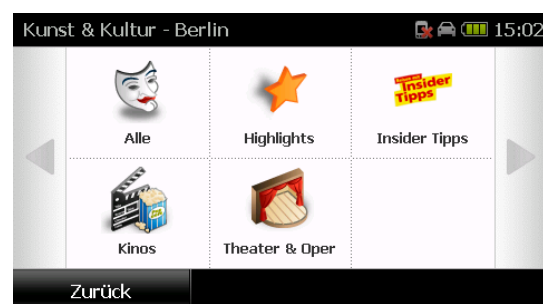 Kunst & Kultur - Berlin 15:02
Insider
Tipps
Alle Highlights Insider Tipps
Kinos Theater & Oper
Zurück